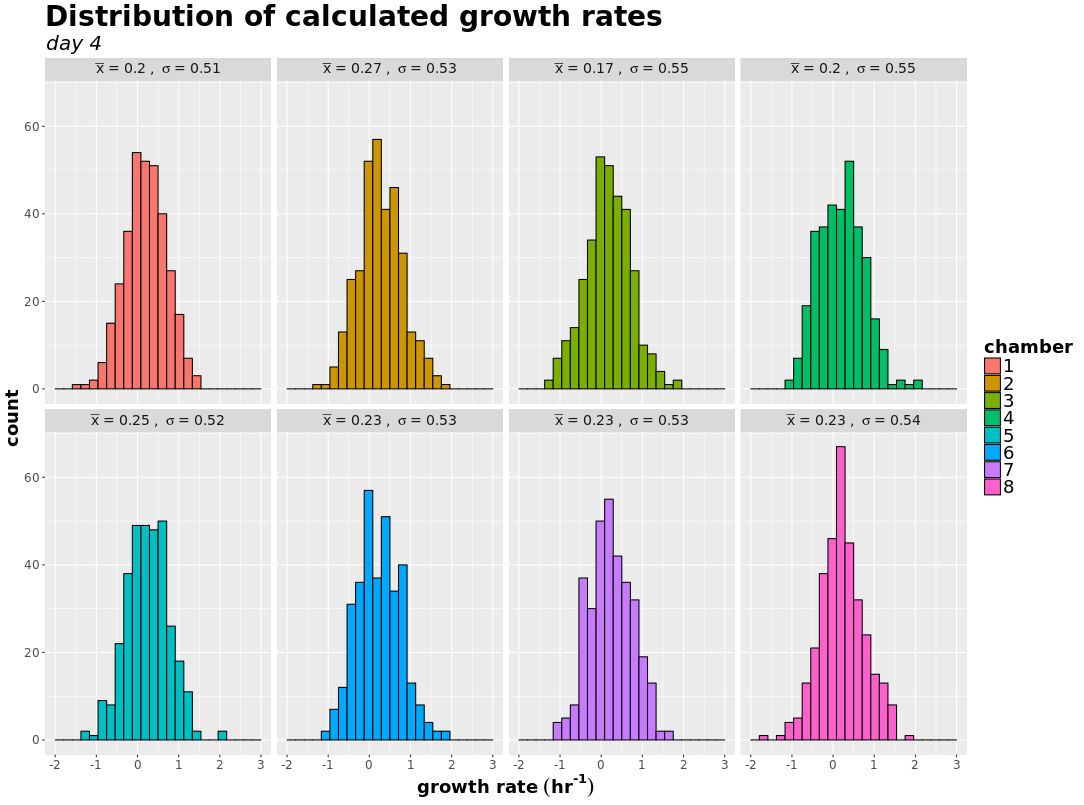 Distribution of calculated growth rates
day 4
x̅ = 0.2 , σ = 0.51
x̅ = 0.27 , σ = 0.53
x̅ = 0.17 , σ = 0.55
x̅ = 0.2 , σ = 0.55
60
40
20
0
x̅ = 0.25 , σ = 0.52
x̅ = 0.23 , σ = 0.53
x̅ = 0.23 , σ = 0.53
x̅ = 0.23 , σ = 0.54
60
40
20
0
-2 -1 0 1 2 3
-2 -1 0 1 2 3
-2 -1 0 1 2 3
-2 -1 0 1 2 3
count
growth rate (hr⁻¹)
chamber
1
2
3
4
5
6
7
8